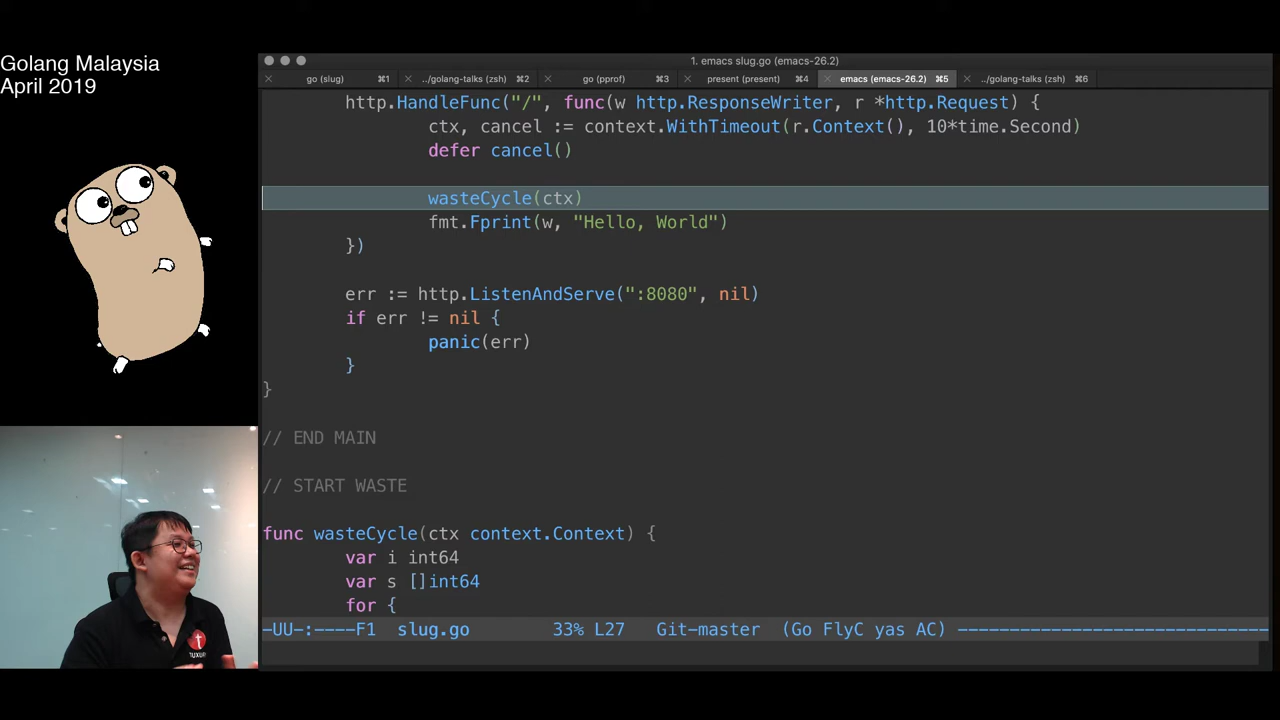 Golang Malaysia
April 2019
1. emacs slug.go (emacs-26.2)
go (slug) ⌘1
../golang-talks (zsh) ⌘2
go (pprof) ⌘3
present (present) ⌘4
emacs (emacs-26.2) ⌘5
../golang-talks (zsh) ⌘6
http.HandleFunc("/", func(w http.ResponseWriter, r *http.Request) {
ctx, cancel := context.WithTimeout(r.Context(), 10*time.Second)
defer cancel()
wasteCycle(ctx)
fmt.Fprint(w, "Hello, World")
})
err := http.ListenAndServe(":8080", nil)
if err != nil {
panic(err)
}
}
// END MAIN
// START WASTE
func wasteCycle(ctx context.Context) {
var i int64
var s []int64
for {
-UU-:----F1 slug.go 33% L27 Git-master (Go FlyC yas AC) ------------------------------